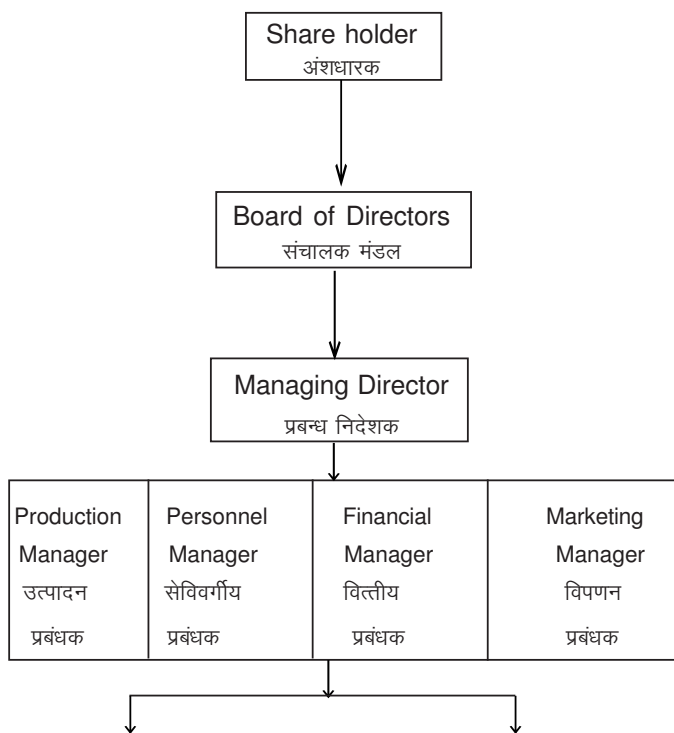 Share holder
अंशधारक
Board of Directors
संचालक मंडल
Managing Director
प्रबन्ध निदेशक
Production
Manager
उत्पादन
प्रबंधक
Personnel
Manager
सेविवर्गीय
प्रबंधक
Financial
Manager
वित्तीय
प्रबंधक
Marketing
Manager
विपणन
प्रबंधक